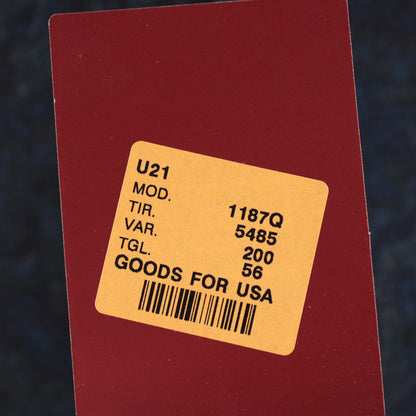 U21
MOD. 1187Q
TIR. 5485
VAR. 200
TGL. 56
GOODS FOR USA